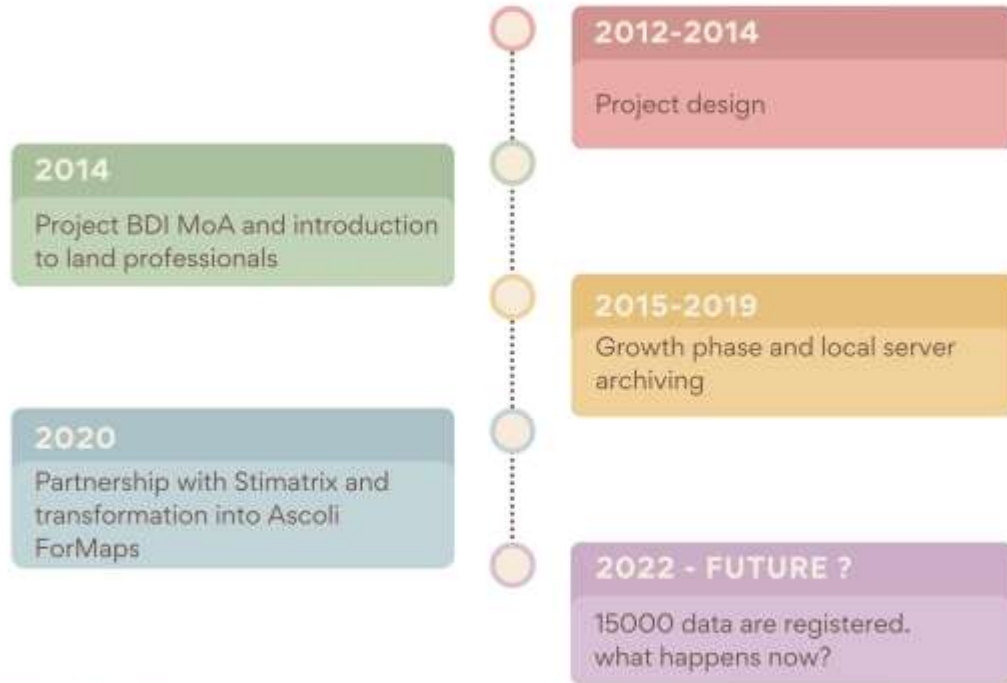 2012-2014
Project design
2014
Project BDI MoA and introduction
to land professionals
2015-2019
Growth phase and local server
archiving
2020
Partnership with Stimatrix and
transformation into Ascoli
ForMaps
2022 - FUTURE ?
15000 data are registered.
what happens now?